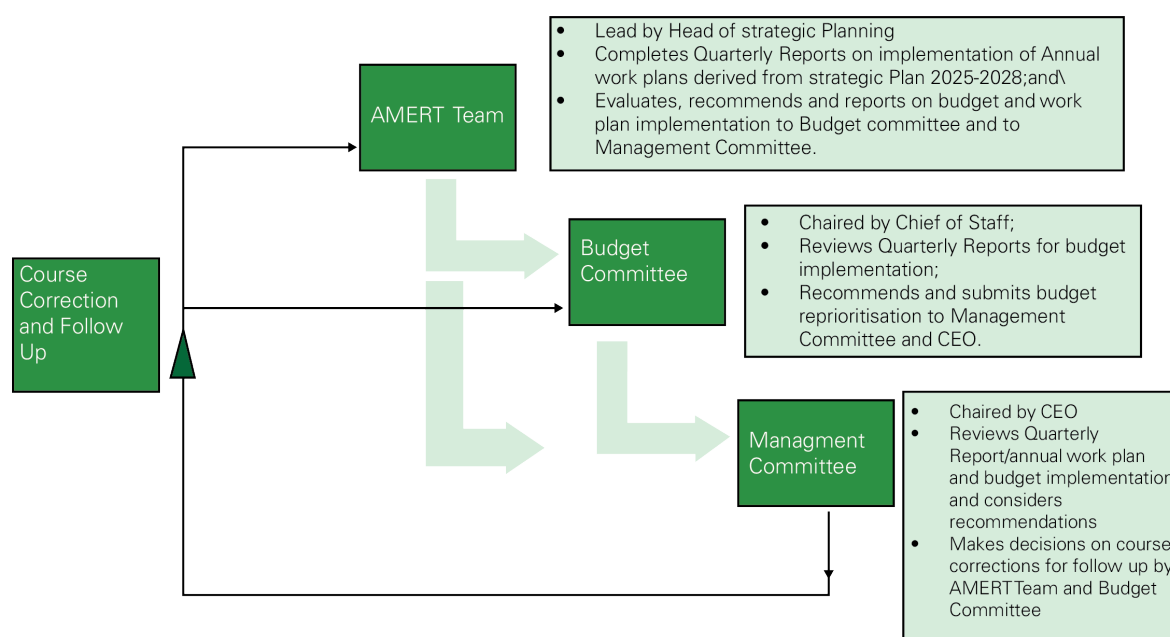 • Lead by Head of strategic Planning
• Completes Quarterly Reports on implementation of Annual
work plans derived from strategic Plan 2025-2028;and\
• Evaluates, recommends and reports on budget and work
plan implementation to Budget committee and to
Management Committee.
AMERT Team
• Chaired by Chief of Staff;
• Reviews Quarterly Reports for budget
implementation;
• Recommends and submits budget
reprioritisation to Management
Committee and CEO.
Budget
Committee
Course
Correction
and Follow
Up
• Chaired by CEO
• Reviews Quarterly
Report/annual work plan
and budget implementation
and considers
recommendations
• Makes decisions on course
corrections for follow up by
AMERT Team and Budget
Committee
Managment
Committee